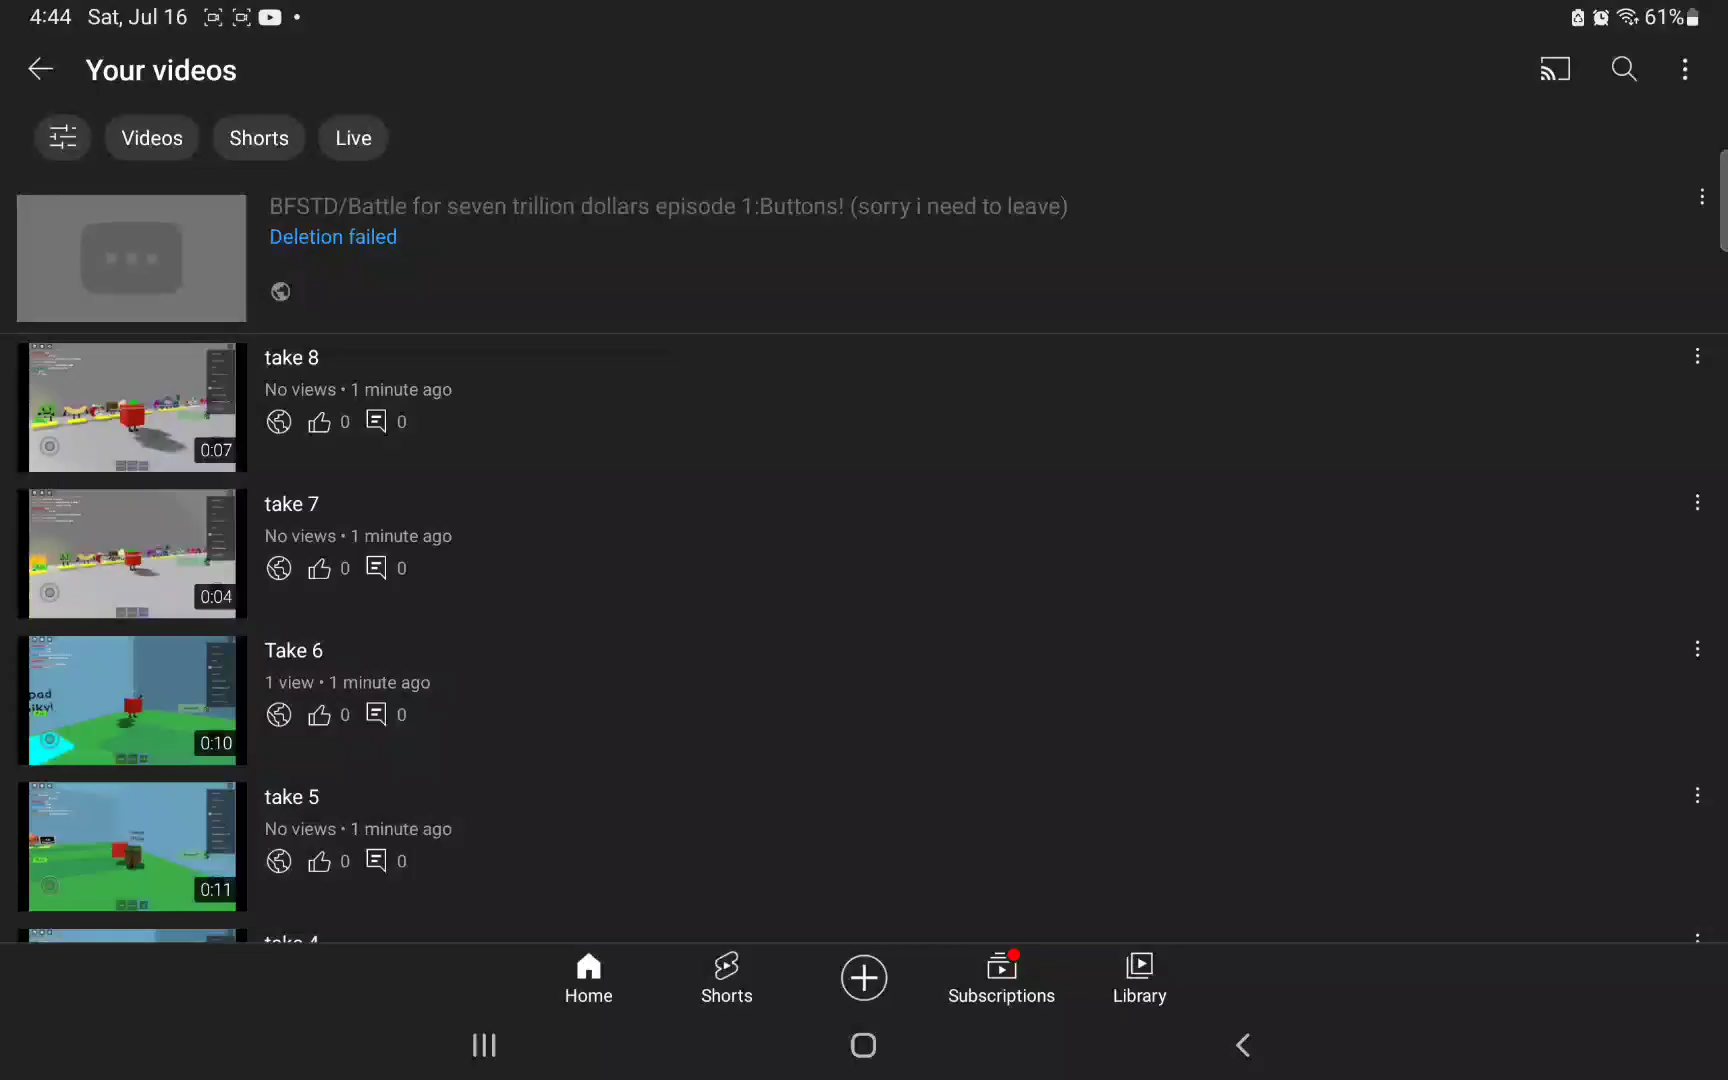 4:44 Sat, Jul 16 61%
Your videos
Videos Shorts Live
BFSTD/Battle for seven trillion dollars episode 1:Buttons! (sorry i need to leave)
Deletion failed
take 8
No views • 1 minute ago
0 0
0:07
take 7
No views • 1 minute ago
0 0
0:04
Take 6
1 view • 1 minute ago
0 0
0:10
take 5
No views • 1 minute ago
0 0
0:11
take 4
Home Shorts Subscriptions Library